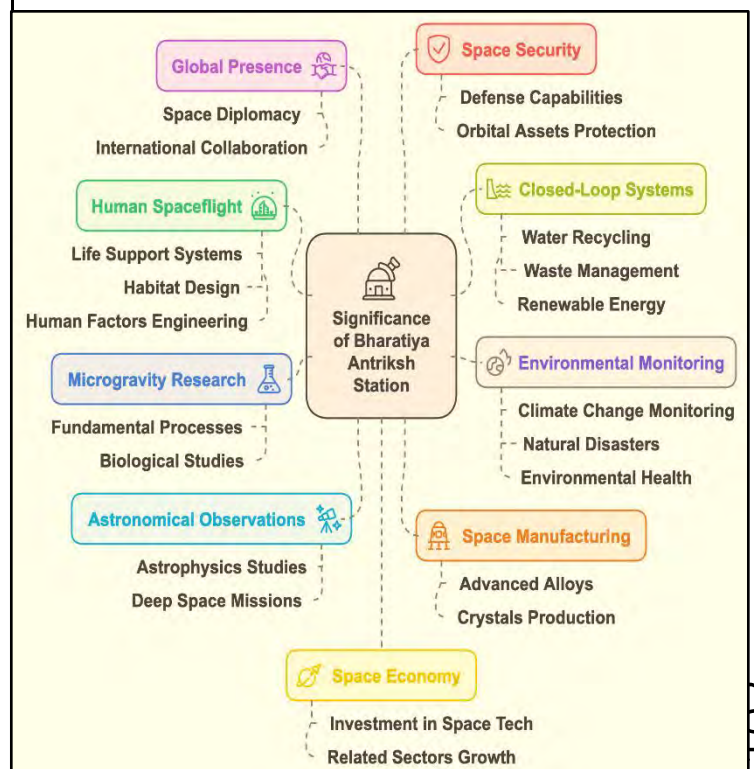 Global Presence
Space Diplomacy
International Collaboration
Human Spaceflight
Life Support Systems
Habitat Design
Human Factors Engineering
Microgravity Research
Fundamental Processes
Biological Studies
Astronomical Observations
Astrophysics Studies
Deep Space Missions
Significance
of Bharatiya
Antriksh
Station
Space Security
Defense Capabilities
Orbital Assets Protection
Closed-Loop Systems
Water Recycling
Waste Management
Renewable Energy
Environmental Monitoring
Climate Change Monitoring
Natural Disasters
Environmental Health
Space Manufacturing
Advanced Alloys
Crystals Production
Space Economy
Investment in Space Tech
Related Sectors Growth